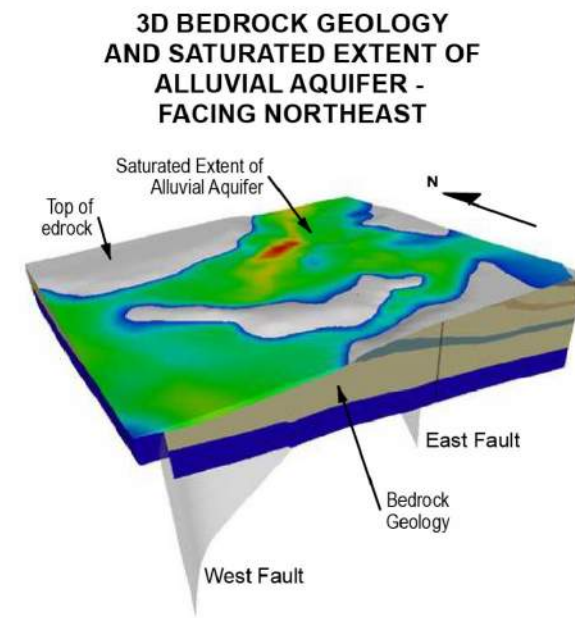 3D BEDROCK GEOLOGY
AND SATURATED EXTENT OF
ALLUVIAL AQUIFER -
FACING NORTHEAST
Saturated Extent of
Alluvial Aquifer
N
Top of
edrock
East Fault
Bedrock
Geology
West Fault